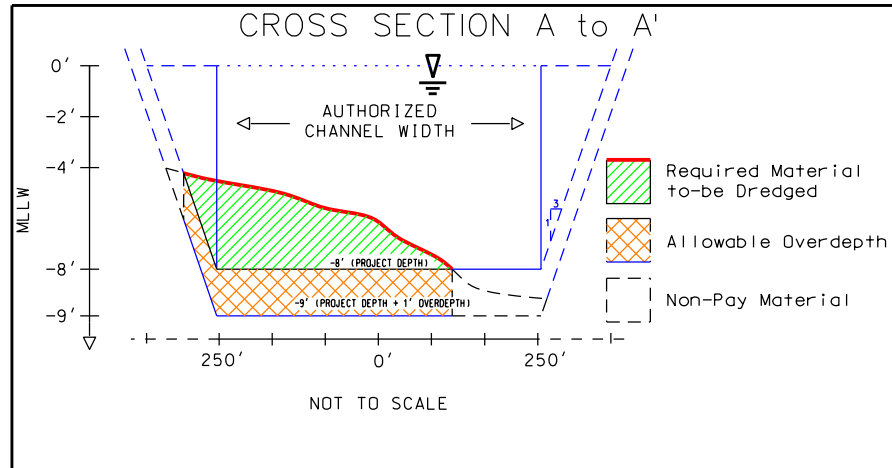 CROSS SECTION A to A'
0'
-2'
-4'
-8'
-9'
MLLW
AUTHORIZED
CHANNEL WIDTH
3
1
-8' (PROJECT DEPTH)
-9' (PROJECT DEPTH + 1' OVERDEPTH)
250'
0'
250'
NOT TO SCALE
Required Material
to-be Dredged
Allowable Overdepth
Non-Pay Material